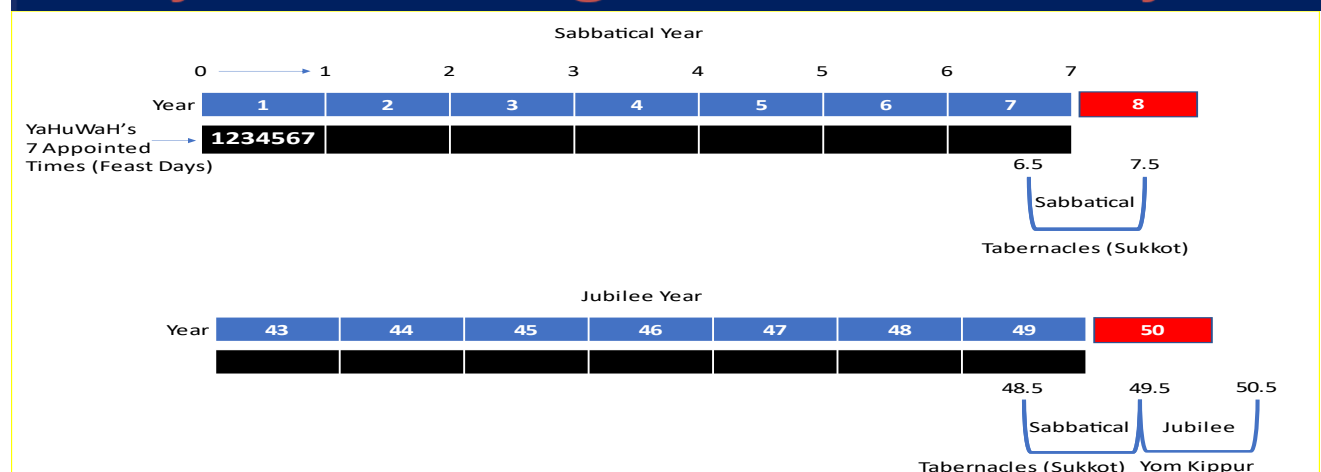 Sabbatical Year
0 1 2 3 4 5 6 7
Year 1 2 3 4 5 6 7 8
YaHuWaH's
7 Appointed
Times (Feast Days)
1234567
6.5 7.5
Sabbatical
Tabernacles (Sukkot)
Jubilee Year
Year 43 44 45 46 47 48 49 50
48.5 49.5 50.5
Sabbatical Jubilee
Tabernacles (Sukkot) Yom Kippur